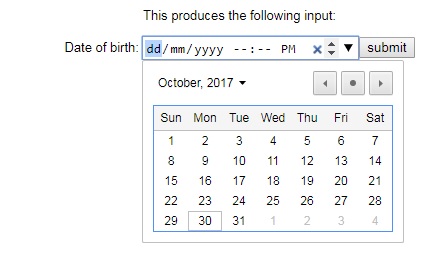 This produces the following input:
Date of birth: dd/mm/yyyy --:-- PM submit
October, 2017
Sun Mon Tue Wed Thu Fri Sat
1 2 3 4 5 6 7
8 9 10 11 12 13 14
15 16 17 18 19 20 21
22 23 24 25 26 27 28
29 30 31 1 2 3 4